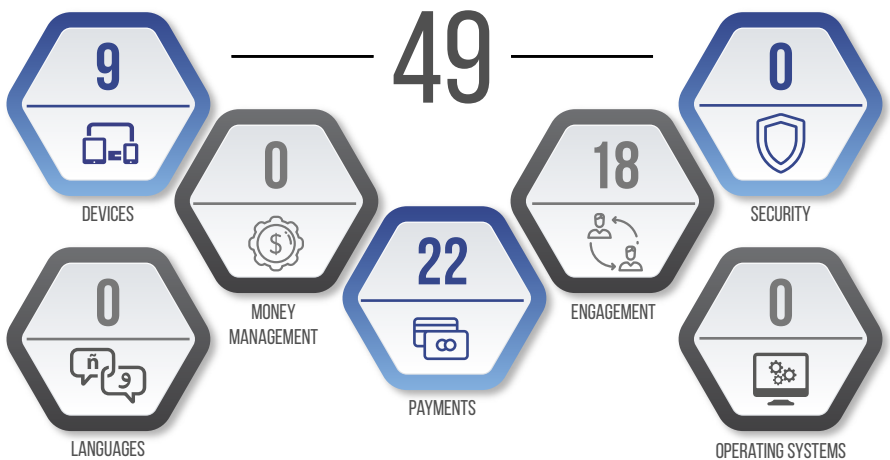 49
9
DEVICES
0
MONEY
MANAGEMENT
22
PAYMENTS
18
ENGAGEMENT
0
SECURITY
0
ñ
و
LANGUAGES
0
OPERATING SYSTEMS
$